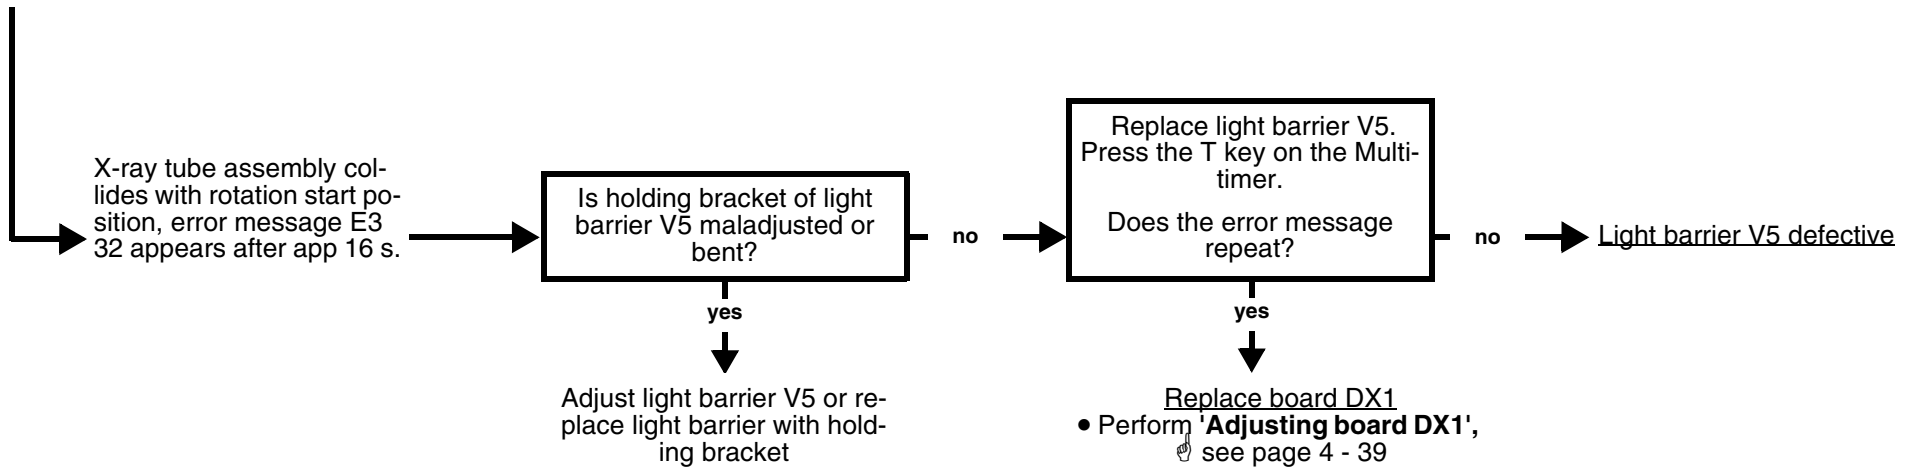 X-ray tube assembly col-
lides with rotation start po-
sition, error message E3
32 appears after app 16 s.
Is holding bracket of light
barrier V5 maladjusted or
bent?
no
yes
Adjust light barrier V5 or re-
place light barrier with hold-
ing bracket
Replace light barrier V5.
Press the T key on the Multi-
timer.
Does the error message
repeat?
no
Light barrier V5 defective
yes
Replace board DX1
• Perform 'Adjusting board DX1',
☝ see page 4 - 39